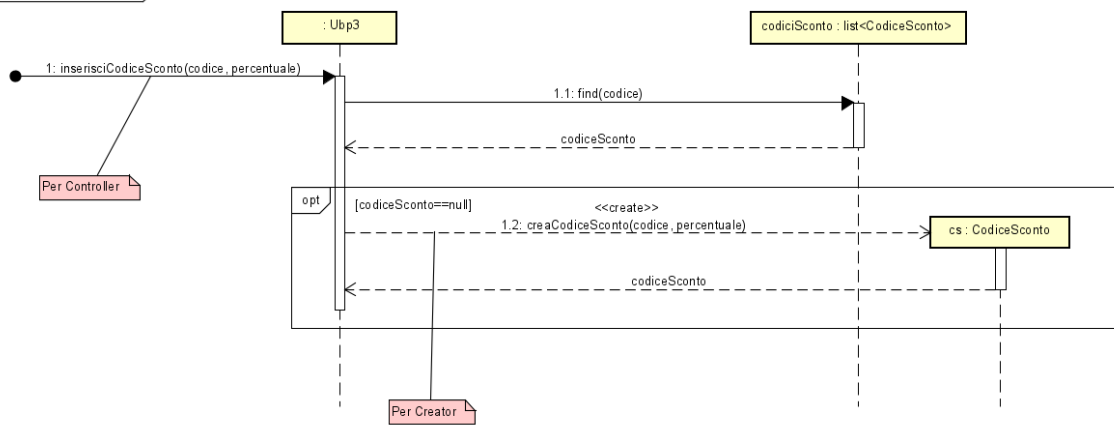 : Ubp3
codiciSconto : list<CodiceSconto>
1: inserisciCodiceSconto(codice, percentuale)
1.1: find(codice)
codiceSconto
Per Controller
opt
[codiceSconto==null]
<<create>>
1.2: creaCodiceSconto(codice, percentuale)
cs : CodiceSconto
codiceSconto
Per Creator